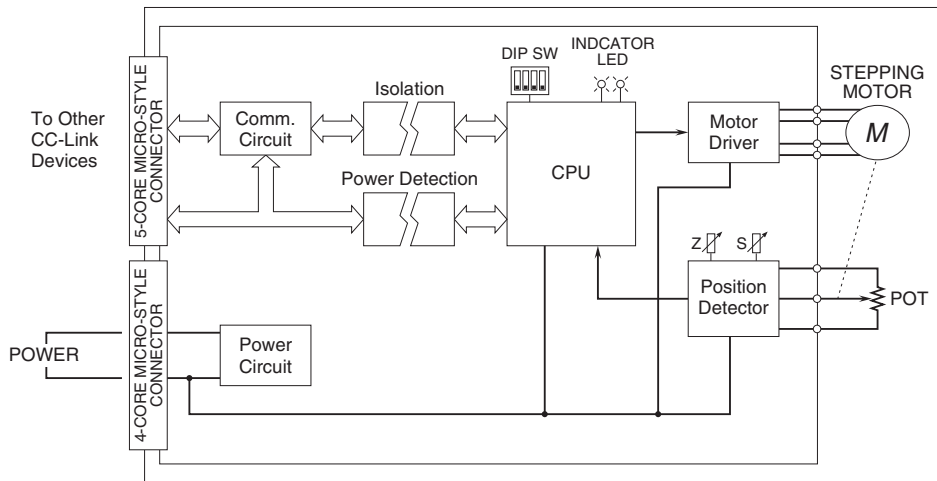 DIP SW
INDCATOR
LED
STEPPING
MOTOR
To Other
CC-Link
Devices
5-CORE MICRO-STYLE
CONNECTOR
Comm.
Circuit
Isolation
Power Detection
CPU
Motor
Driver
M
Z
S
Position
Detector
POT
POWER
4-CORE MICRO-STYLE
CONNECTOR
Power
Circuit